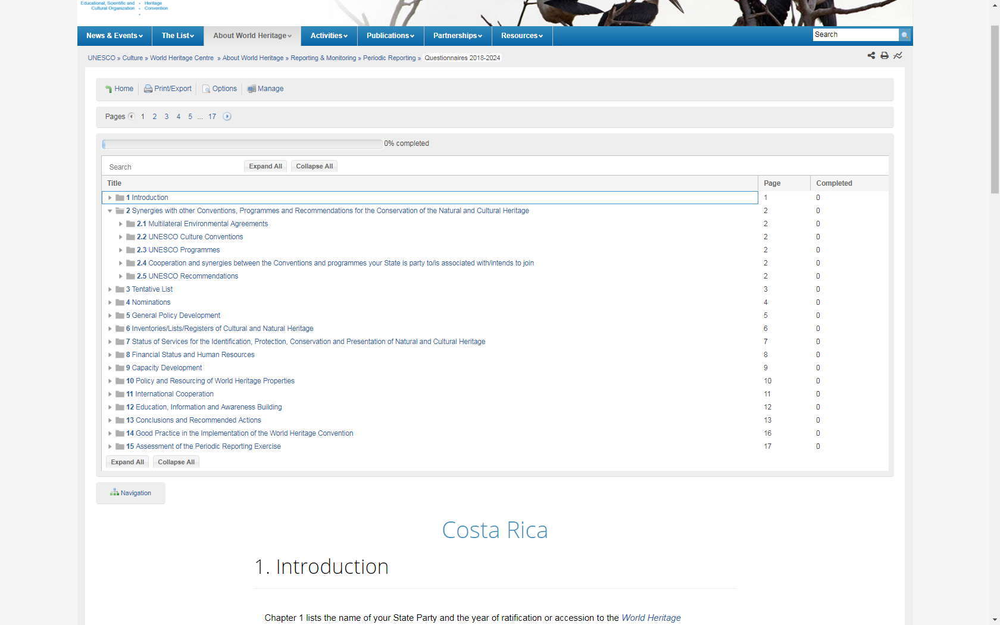 Educational, Scientific and • Heritage
Cultural Organization • Convention
News & Events The List About World Heritage Activities Publications Partnerships Resources Search
UNESCO » Culture » World Heritage Centre » About World Heritage » Reporting & Monitoring » Periodic Reporting » Questionnaires 2018-2024
Home Print/Export Options Manage
Pages 1 2 3 4 5 ... 17
0% completed
Search Expand All Collapse All
Title Page Completed
1 Introduction 1 0
2 Synergies with other Conventions, Programmes and Recommendations for the Conservation of the Natural and Cultural Heritage 2 0
2.1 Multilateral Environmental Agreements 2 0
2.2 UNESCO Culture Conventions 2 0
2.3 UNESCO Programmes 2 0
2.4 Cooperation and synergies between the Conventions and programmes your State is party to/is associated with/intends to join 2 0
2.5 UNESCO Recommendations 2 0
3 Tentative List 3 0
4 Nominations 4 0
5 General Policy Development 5 0
6 Inventories/Lists/Registers of Cultural and Natural Heritage 6 0
7 Status of Services for the Identification, Protection, Conservation and Presentation of Natural and Cultural Heritage 7 0
8 Financial Status and Human Resources 8 0
9 Capacity Development 9 0
10 Policy and Resourcing of World Heritage Properties 10 0
11 International Cooperation 11 0
12 Education, Information and Awareness Building 12 0
13 Conclusions and Recommended Actions 13 0
14 Good Practice in the Implementation of the World Heritage Convention 16 0
15 Assessment of the Periodic Reporting Exercise 17 0
Expand All Collapse All
Navigation
Costa Rica
1. Introduction
Chapter 1 lists the name of your State Party and the year of ratification or accession to the World Heritage